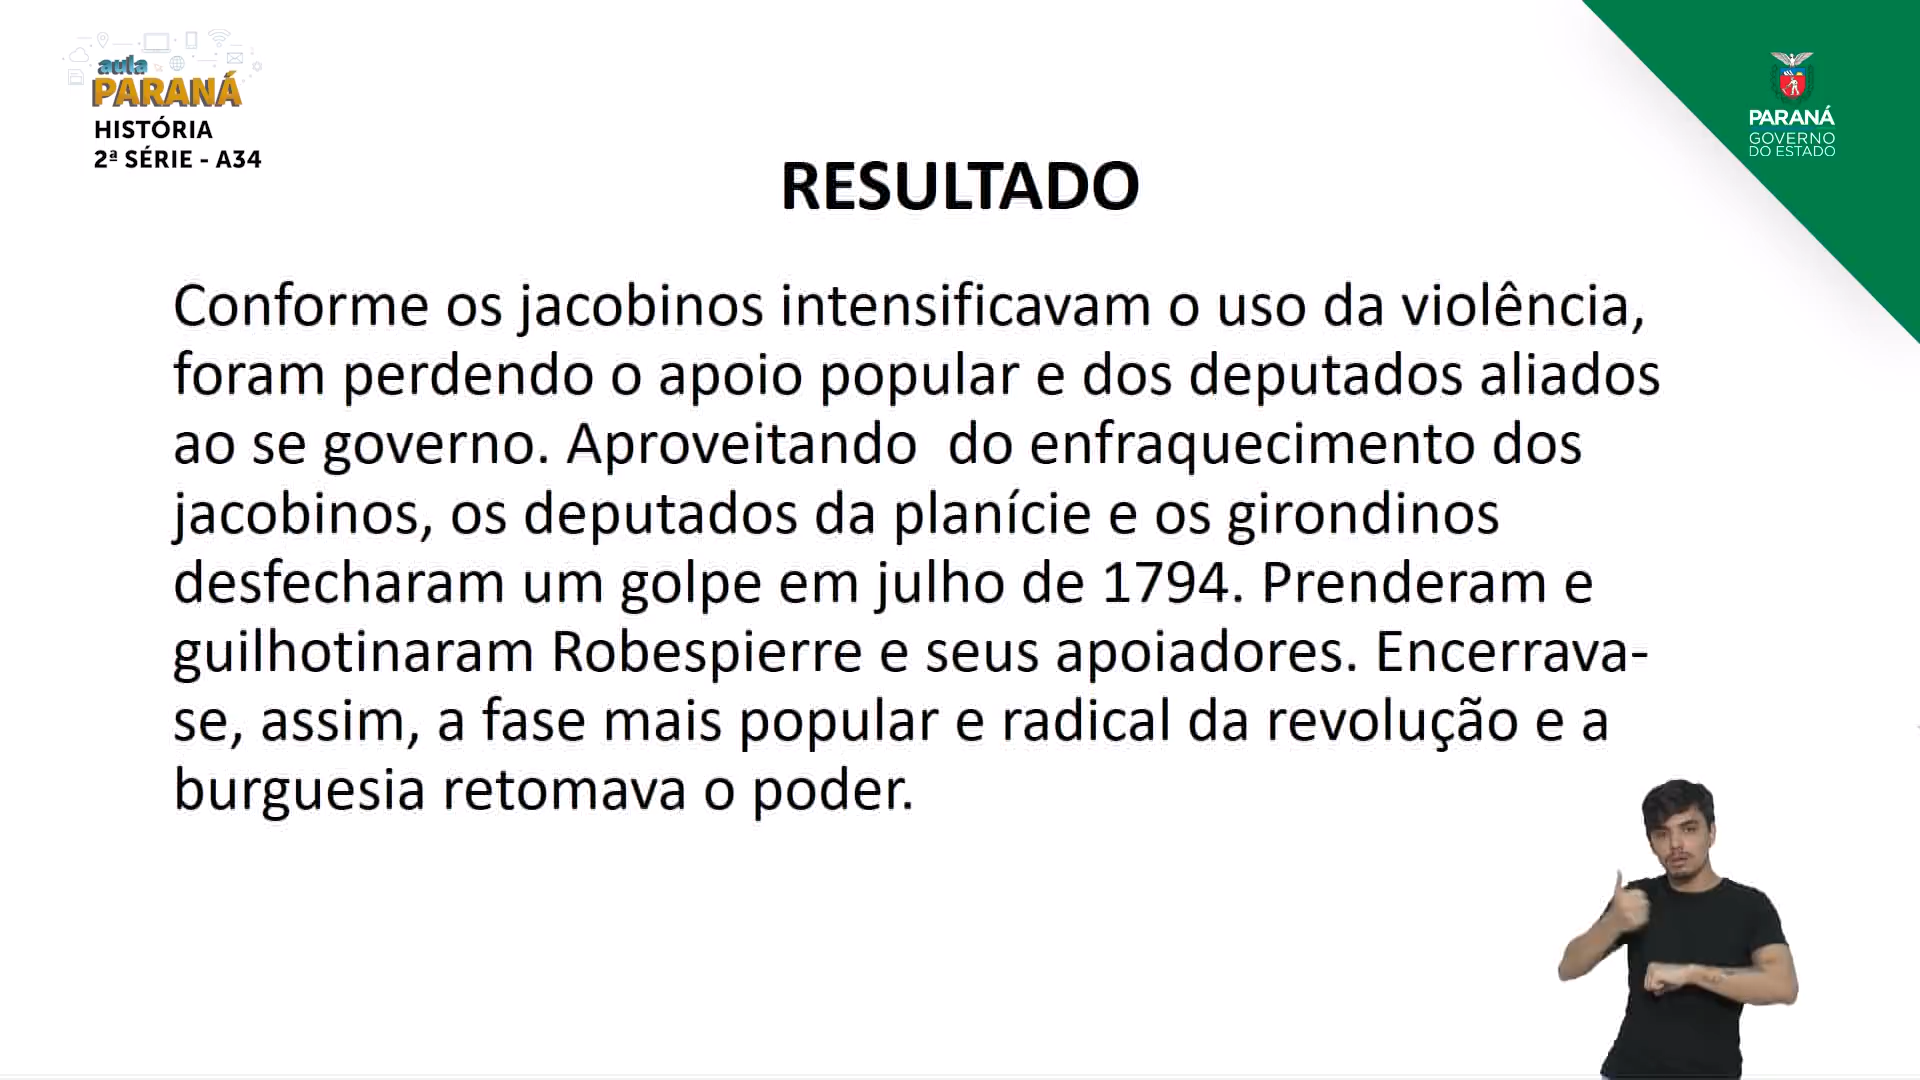 aula
PARANÁ
HISTÓRIA
2ª SÉRIE - A34
PARANÁ
GOVERNO
DO ESTADO
RESULTADO
Conforme os jacobinos intensificavam o uso da violência,
foram perdendo o apoio popular e dos deputados aliados
ao se governo. Aproveitando  do enfraquecimento dos
jacobinos, os deputados da planície e os girondinos
desfecharam um golpe em julho de 1794. Prenderam e
guilhotinaram Robespierre e seus apoiadores. Encerrava-
se, assim, a fase mais popular e radical da revolução e a
burguesia retomava o poder.